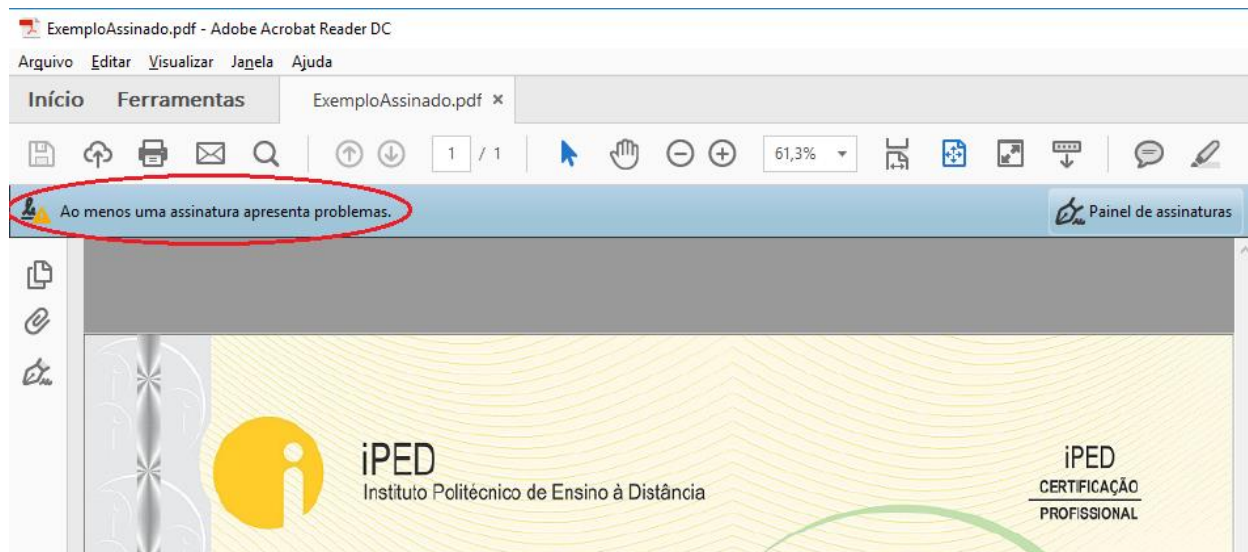 ExemploAssinado.pdf - Adobe Acrobat Reader DC
Arquivo Editar Visualizar Janela Ajuda
Início Ferramentas ExemploAssinado.pdf ×
1 / 1 61,3%
Ao menos uma assinatura apresenta problemas. Painel de assinaturas
iPED
Instituto Politécnico de Ensino à Distância
iPED
CERTIFICAÇÃO
PROFISSIONAL